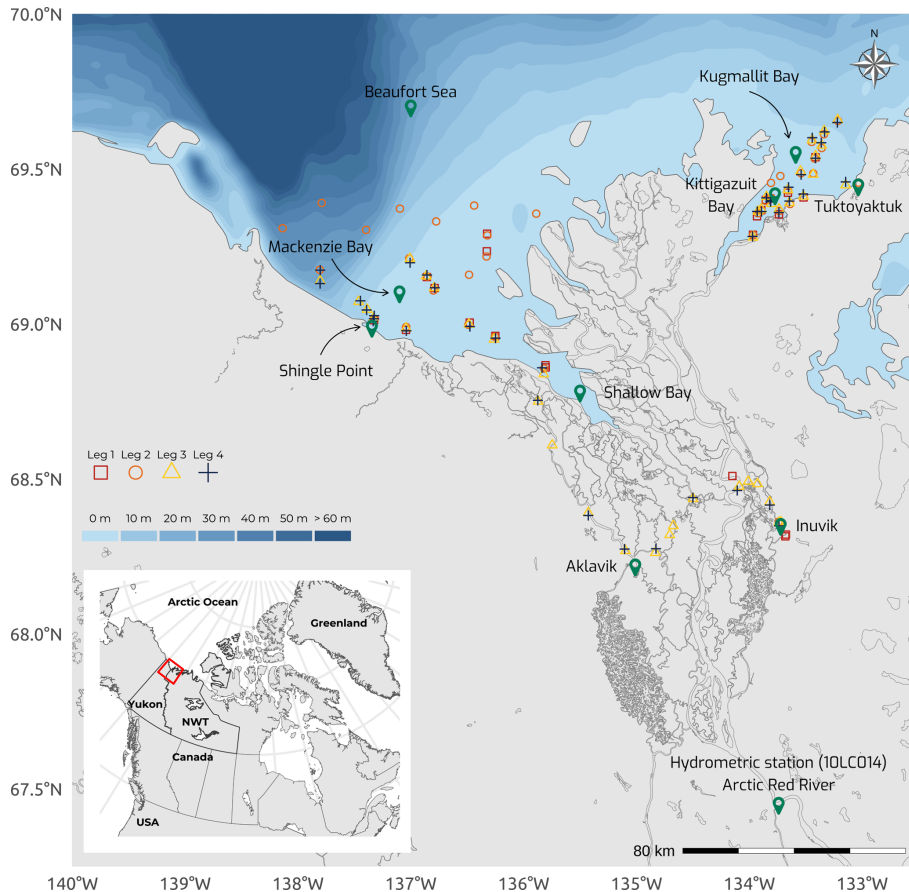 70.0°N
N
Kugmallit Bay
Beaufort Sea
69.5°N
Kittigazuit
Bay
Tuktoyaktuk
Mackenzie Bay
69.0°N
Shingle Point
Shallow Bay
Leg 1 Leg 2 Leg 3 Leg 4
68.5°N
0 m 10 m 20 m 30 m 40 m 50 m > 60 m
Inuvik
Aklavik
Arctic Ocean
Greenland
68.0°N
Yukon
NWT
Canada
USA
Hydrometric station (10LC014)
Arctic Red River
67.5°N
80 km
140°W 139°W 138°W 137°W 136°W 135°W 134°W 133°W